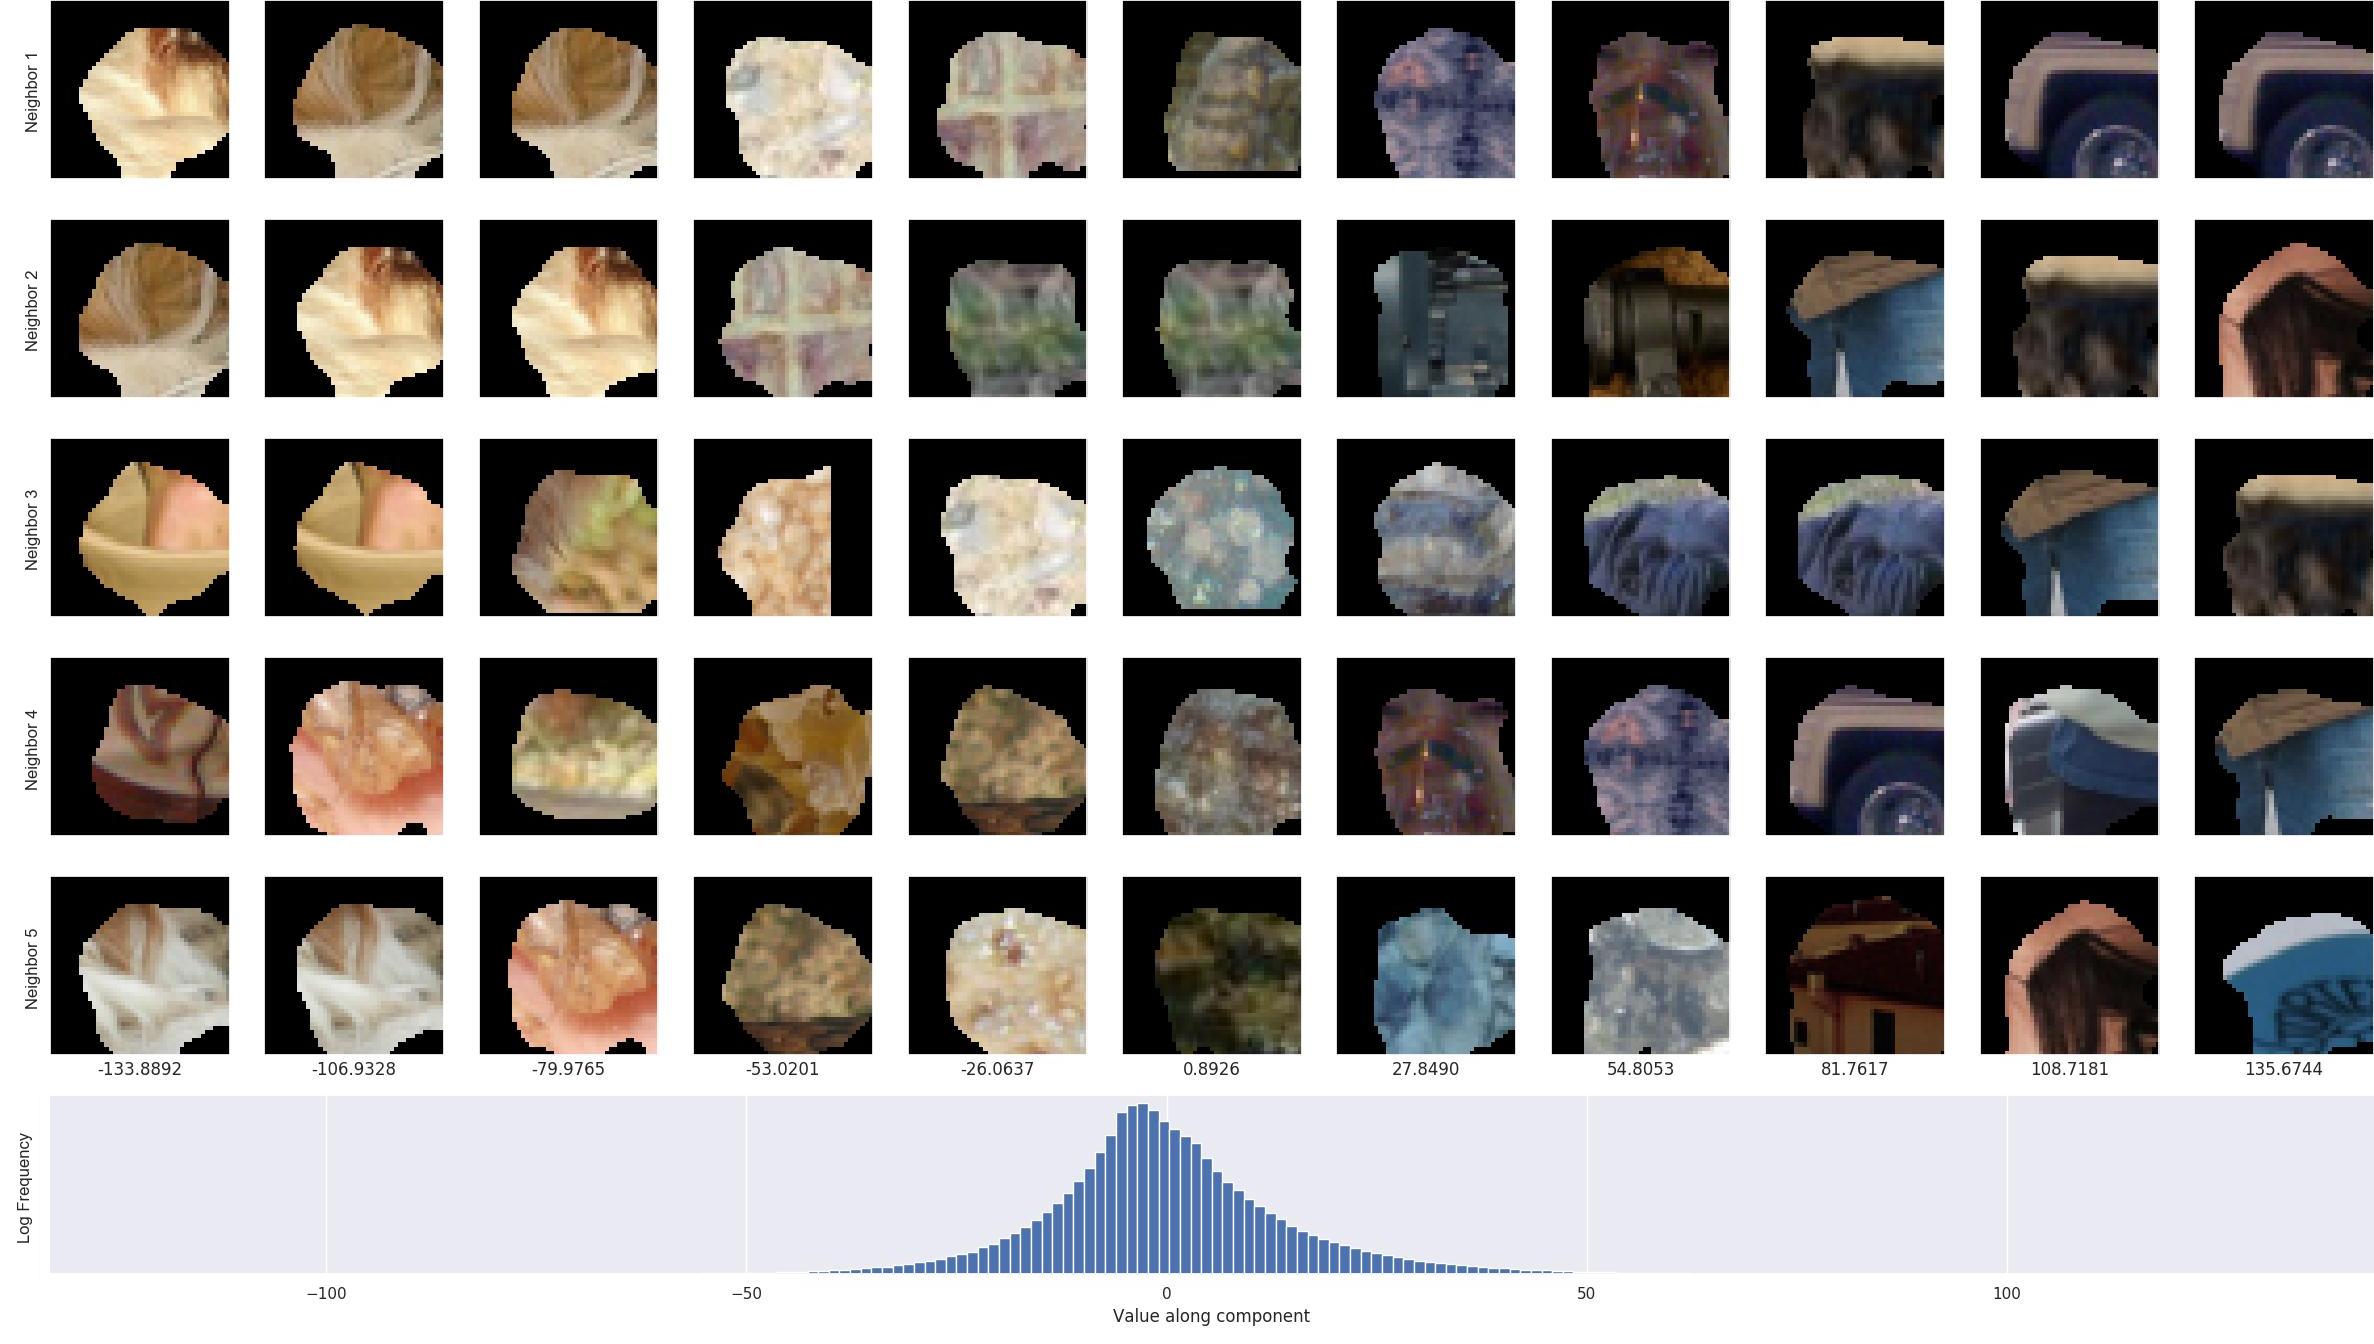 Neighbor 1
Neighbor 2
Neighbor 3
Neighbor 4
Neighbor 5
-133.8892 -106.9328 -79.9765 -53.0201 -26.0637 0.8926 27.8490 54.8053 81.7617 108.7181 135.6744
Log Frequency
−100 −50 0 50 100
Value along component